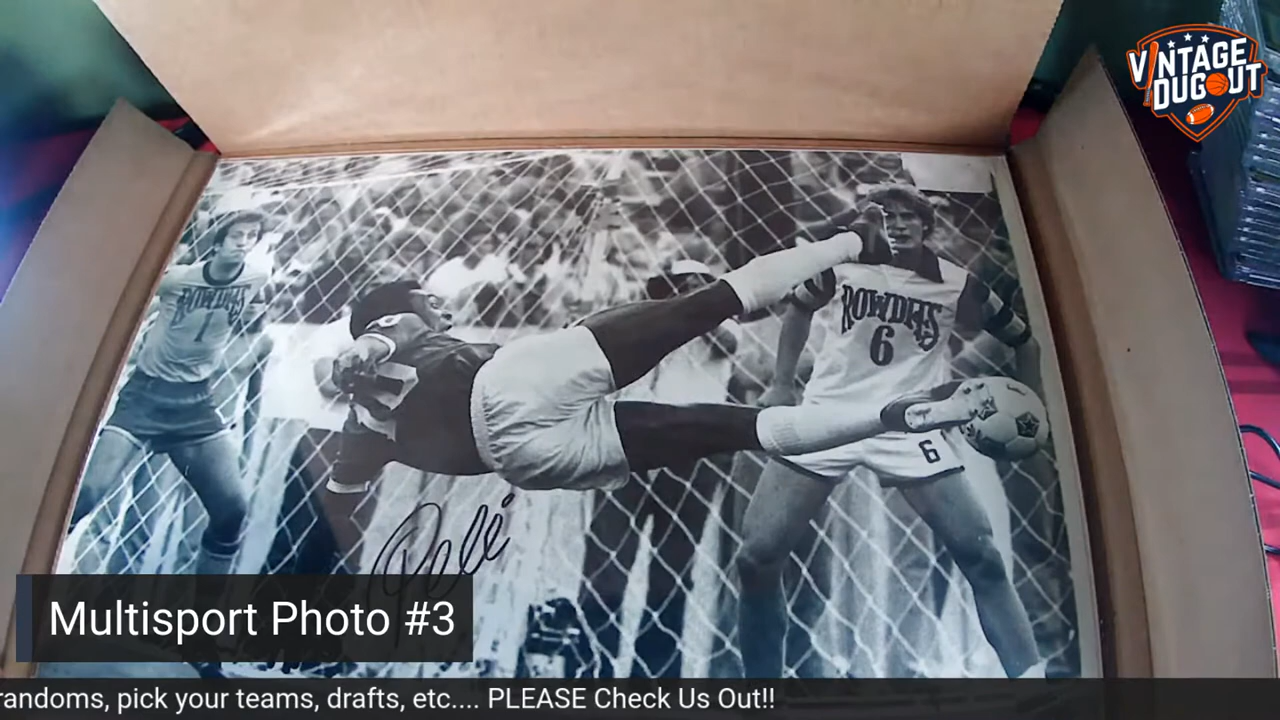 VINTAGE
DUGOUT
ROWDIES
1
ROWDIES
6
6
Pelé
Multisport Photo #3
randoms, pick your teams, drafts, etc.... PLEASE Check Us Out!!